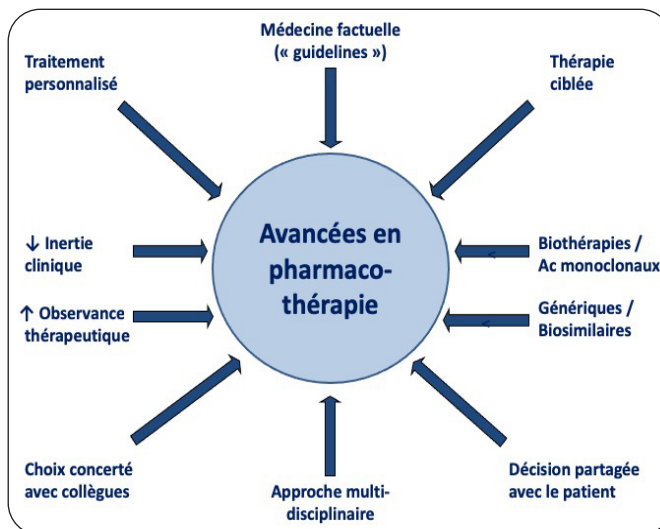 Médecine factuelle
(« guidelines »)
Traitement
personnalisé
Thérapie
ciblée
Avancées en
pharmaco-
thérapie
↓ Inertie
clinique
Biothérapies /
Ac monoclonaux
↑ Observance
thérapeutique
Génériques /
Biosimilaires
Choix concerté
avec collègues
Approche multi-
disciplinaire
Décision partagée
avec le patient